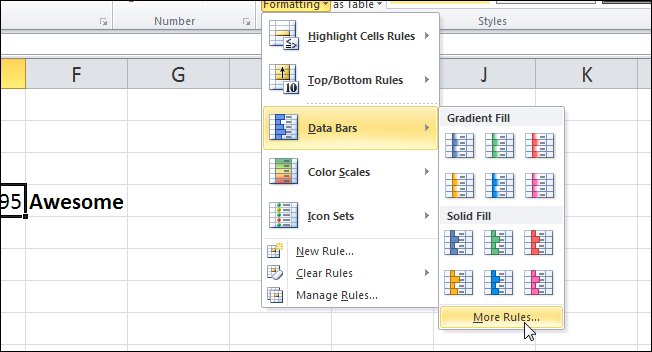 Formatting as Table
Number
Styles
F G J K
95 Awesome
Highlight Cells Rules
Top/Bottom Rules
10
Data Bars
Color Scales
Icon Sets
New Rule...
Clear Rules
Manage Rules...
Gradient Fill
Solid Fill
More Rules...